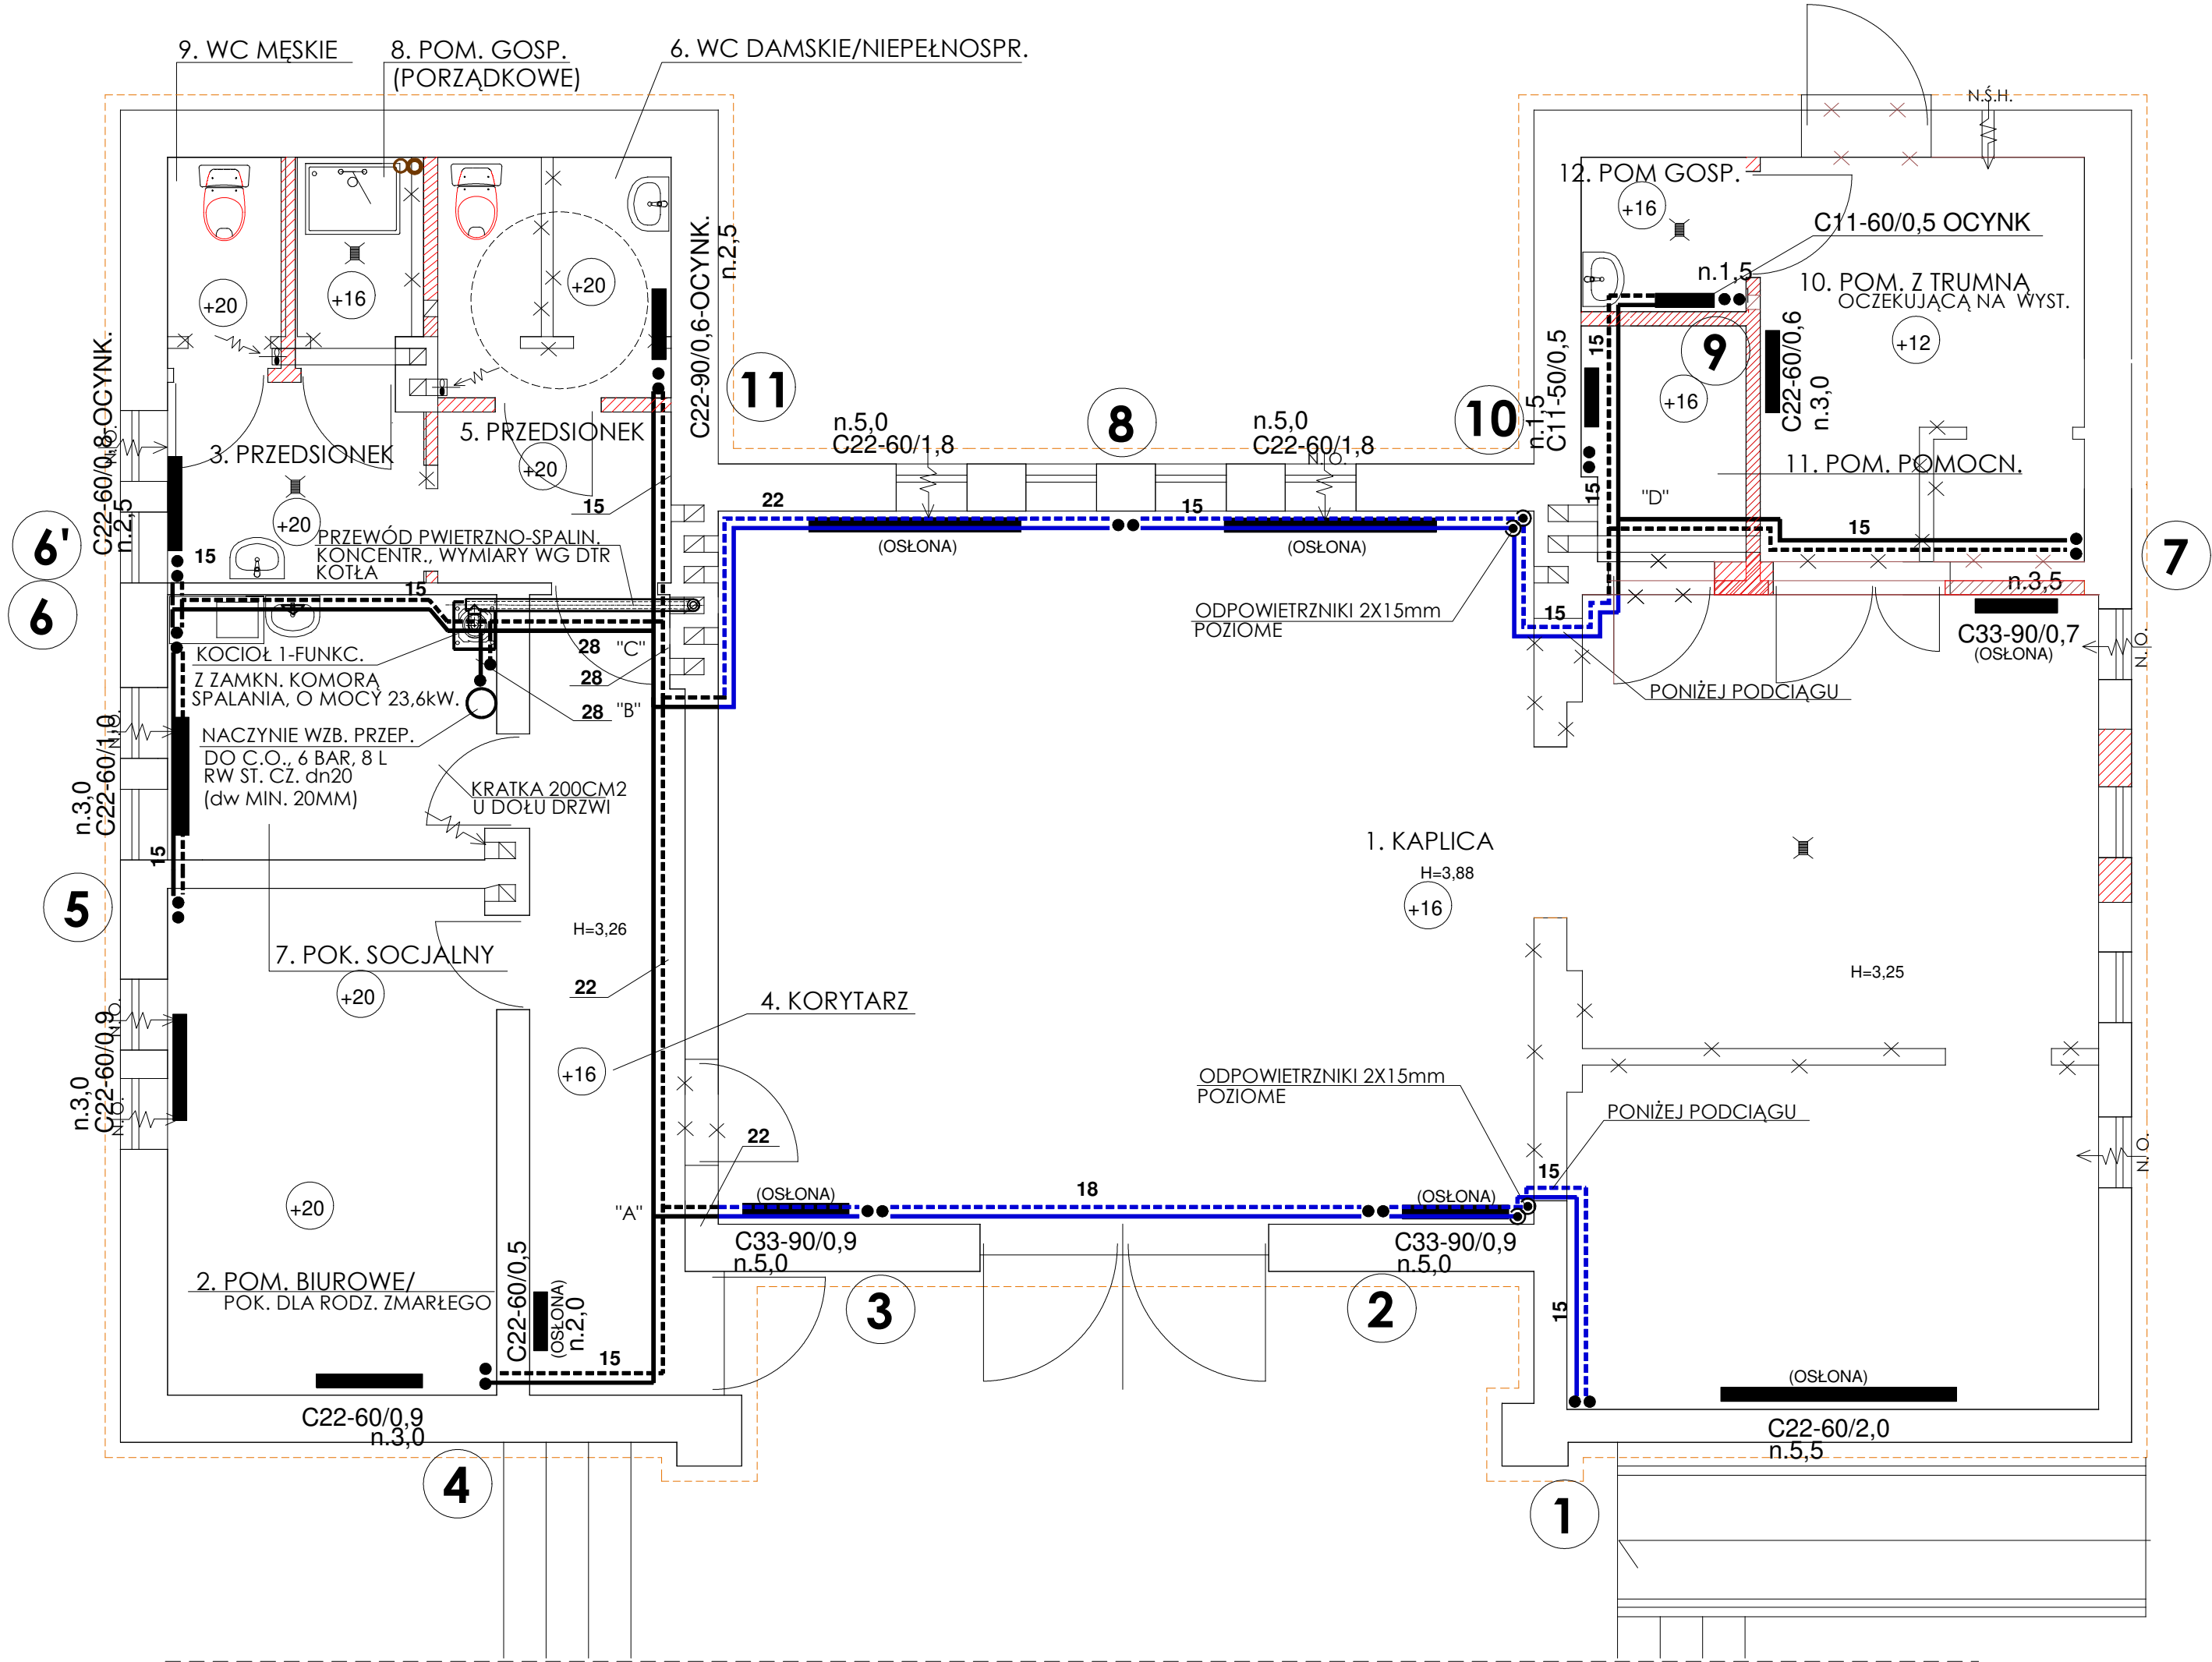 9. WC MĘSKIE
8. POM. GOSP.
(PORZĄDKOWE)
6. WC DAMSKIE/NIEPEŁNOSPR.
N.Ś.H.
12. POM GOSP.
+16
C11-60/0,5 OCYNK
n.1,5
10. POM. Z TRUMNĄ
OCZEKUJĄCĄ NA WYST.
+12
+20
+16
+20
C22-90/0,6-OCYNK.
n.2,5
11
n.5,0
C22-60/1,8
8
n.5,0
C22-60/1,8
N.O.
10
n.1,5
C11-50/0,5
15
9
+16
C22-60/0,6
n.3,0
11. POM. POMOCN.
"D"
15
15
7
C22-60/0,8 OCYNK.
n.2,5
N.O.
3. PRZEDSIONEK
+20
5. PRZEDSIONEK
+20
15
22
15
(OSŁONA)
(OSŁONA)
6'
6
15
PRZEWÓD PWIETRZNO-SPALIN.
KONCENTR., WYMIARY WG DTR
KOTŁA
15
ODPOWIETRZNIKI 2X15mm
POZIOME
15
n.3,5
C33-90/0,7
(OSŁONA)
N.O.
PONIŻEJ PODCIĄGU
KOCIOŁ 1-FUNKC.
Z ZAMKN. KOMORĄ
SPALANIA, O MOCY 23,6kW.
28
"C"
28
28
"B"
NACZYNIE WZB. PRZEP.
DO C.O., 6 BAR, 8 L
RW ST. CZ. dn20
(dw MIN. 20MM)
KRATKA 200CM2
U DOŁU DRZWI
N.O.
n.3,0
C22-60/1,0
15
5
1. KAPLICA
H=3,88
+16
H=3,26
7. POK. SOCJALNY
+20
22
4. KORYTARZ
+16
H=3,25
N.O.
n.3,0
C22-60/0,9
N.O.
ODPOWIETRZNIKI 2X15mm
POZIOME
PONIŻEJ PODCIĄGU
22
N.O.
+20
"A"
(OSŁONA)
18
(OSŁONA)
15
C33-90/0,9
n.5,0
C33-90/0,9
n.5,0
2. POM. BIUROWE/
POK. DLA RODZ. ZMARŁEGO
C22-60/0,5
(OSŁONA)
n.2,0
15
3
2
15
(OSŁONA)
C22-60/0,9
n.3,0
C22-60/2,0
n.5,5
4
1